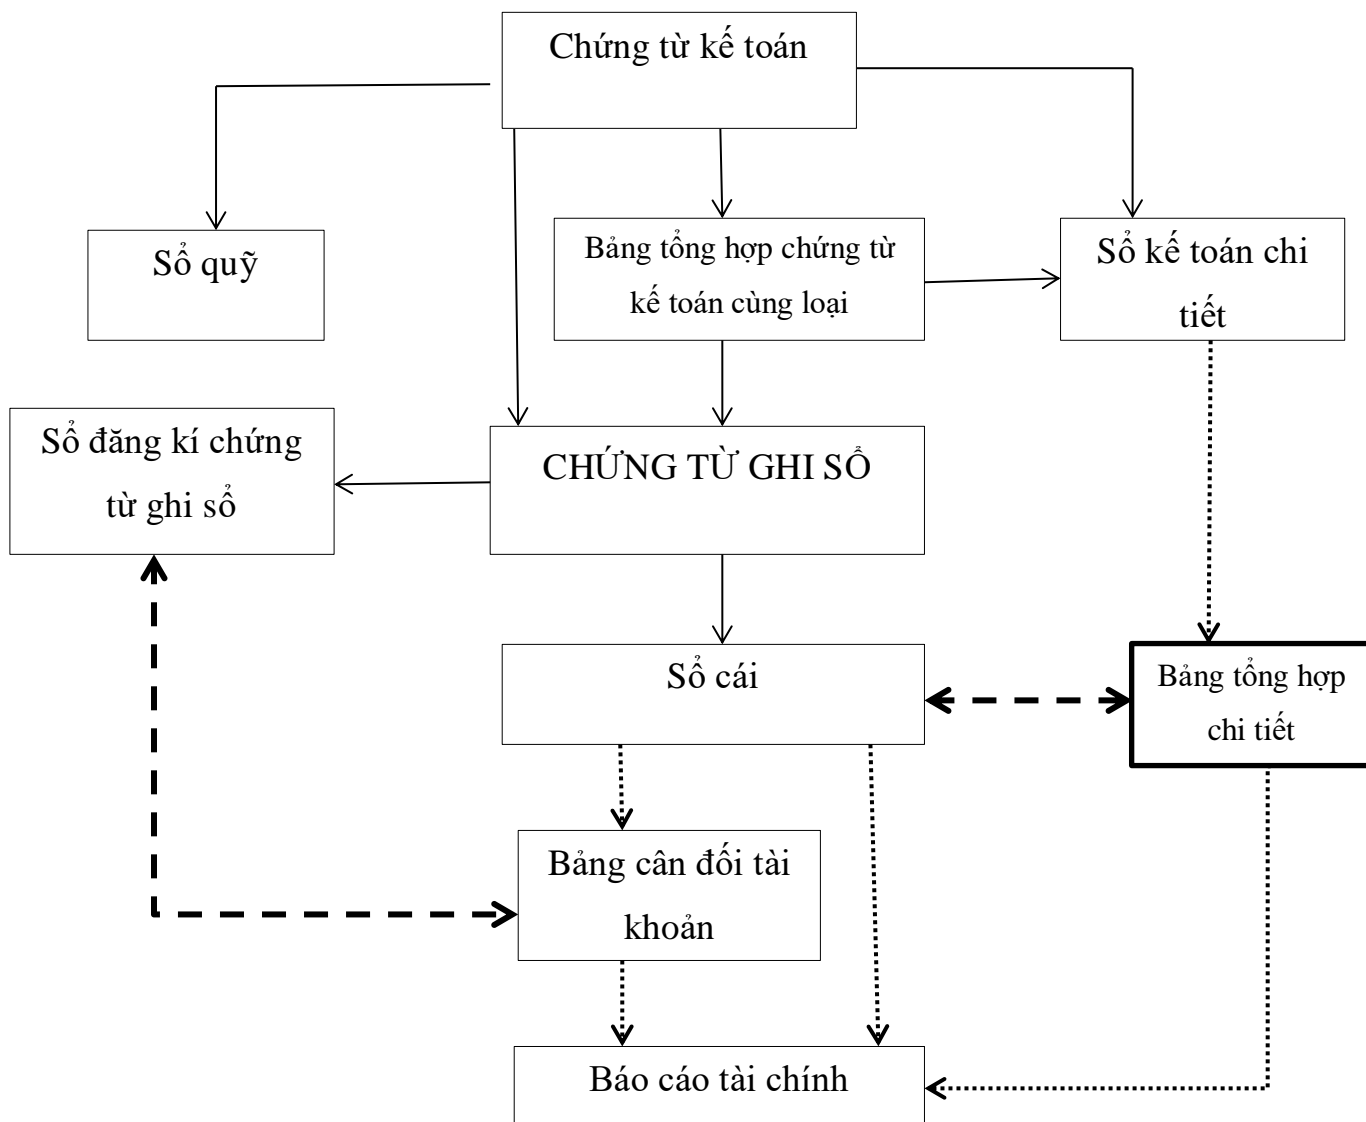 Chứng từ kế toán
Sổ quỹ
Bảng tổng hợp chứng từ
kế toán cùng loại
Sổ kế toán chi
tiết
Sổ đăng kí chứng
từ ghi sổ
CHỨNG TỪ GHI SỔ
Sổ cái
Bảng tổng hợp
chi tiết
Bảng cân đối tài
khoản
Báo cáo tài chính